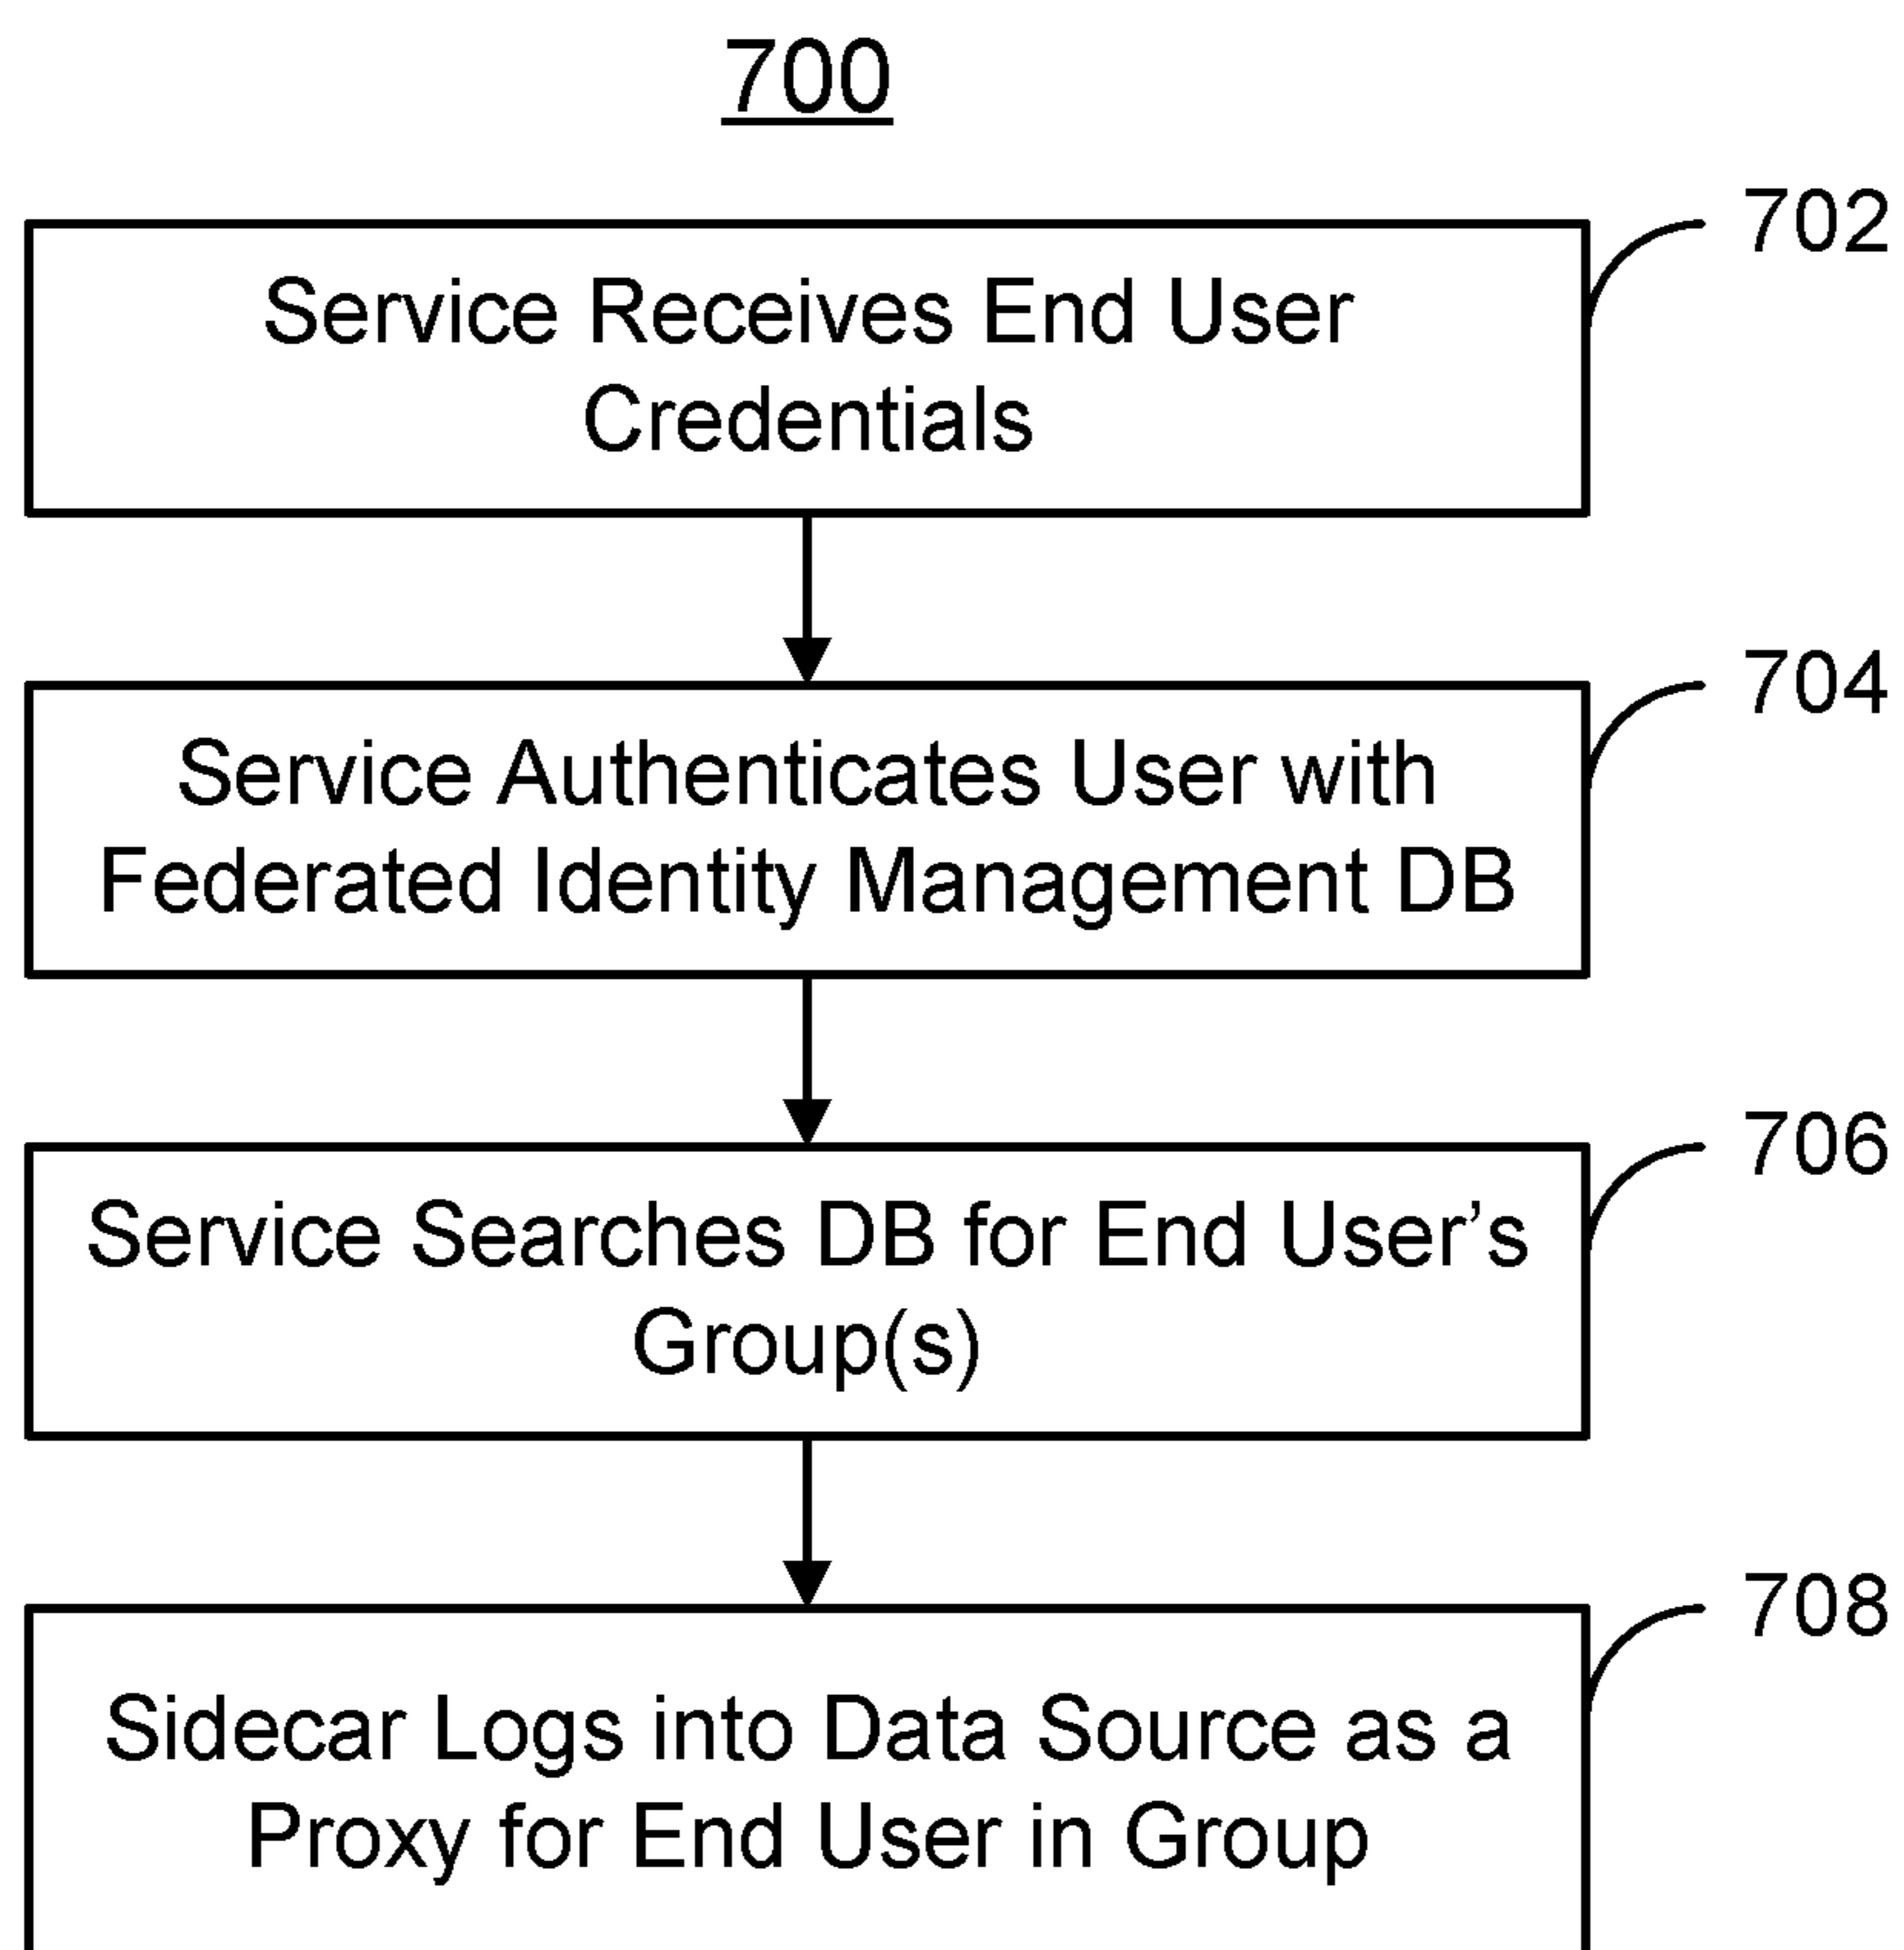 700
702
Service Receives End User
Credentials
704
Service Authenticates User with
Federated Identity Management DB
706
Service Searches DB for End User’s
Group(s)
708
Sidecar Logs into Data Source as a
Proxy for End User in Group